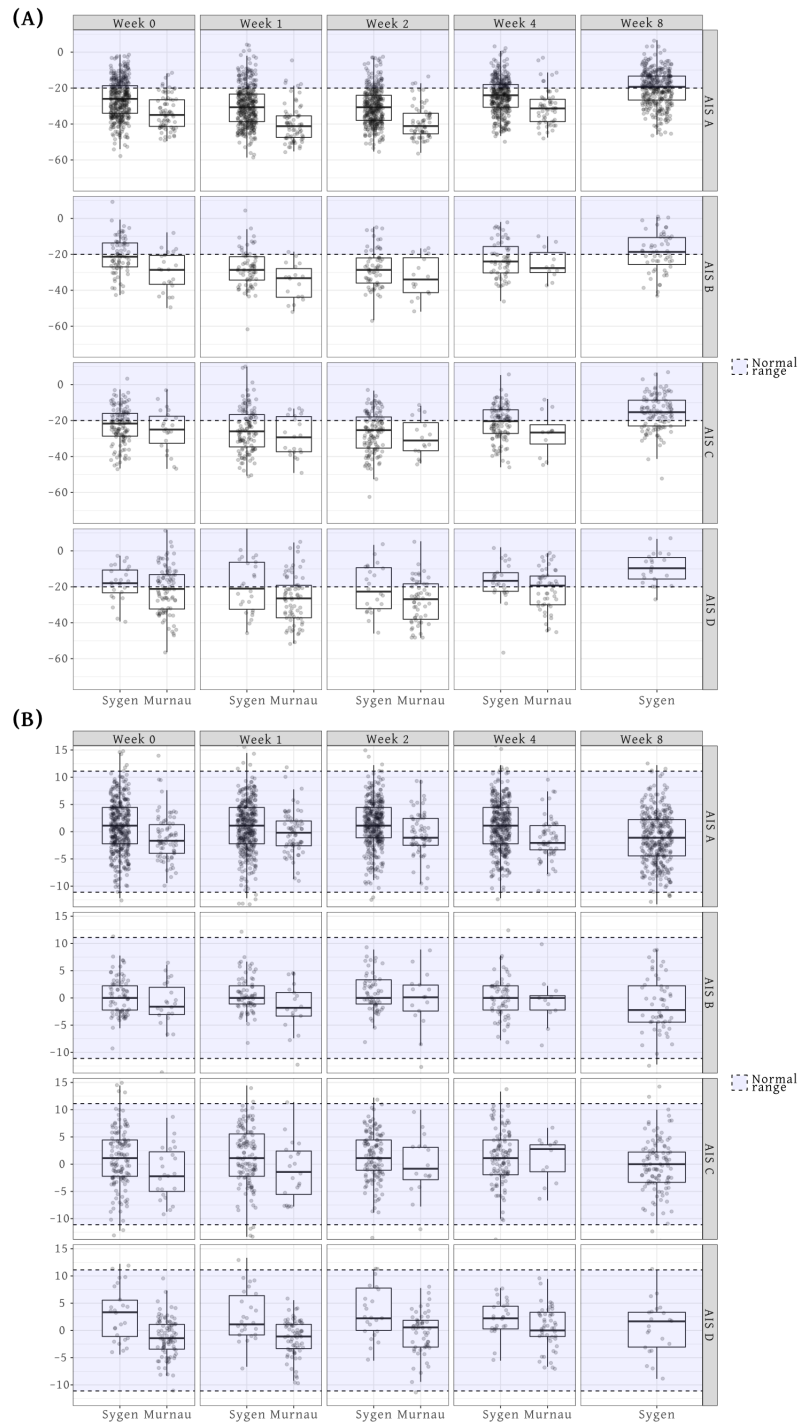 (A)
Week 0 Week 1 Week 2 Week 4 Week 8
0
−20
−40
−60
AIS A
0
−20
−40
−60
AIS B
0
−20
−40
−60
AIS C
0
−20
−40
−60
AIS D
Normal
range
Sygen Murnau Sygen Murnau Sygen Murnau Sygen Murnau Sygen
(B)
Week 0 Week 1 Week 2 Week 4 Week 8
15
10
5
0
−5
−10
AIS A
15
10
5
0
−5
−10
AIS B
15
10
5
0
−5
−10
AIS C
15
10
5
0
−5
−10
AIS D
Normal
range
Sygen Murnau Sygen Murnau Sygen Murnau Sygen Murnau Sygen